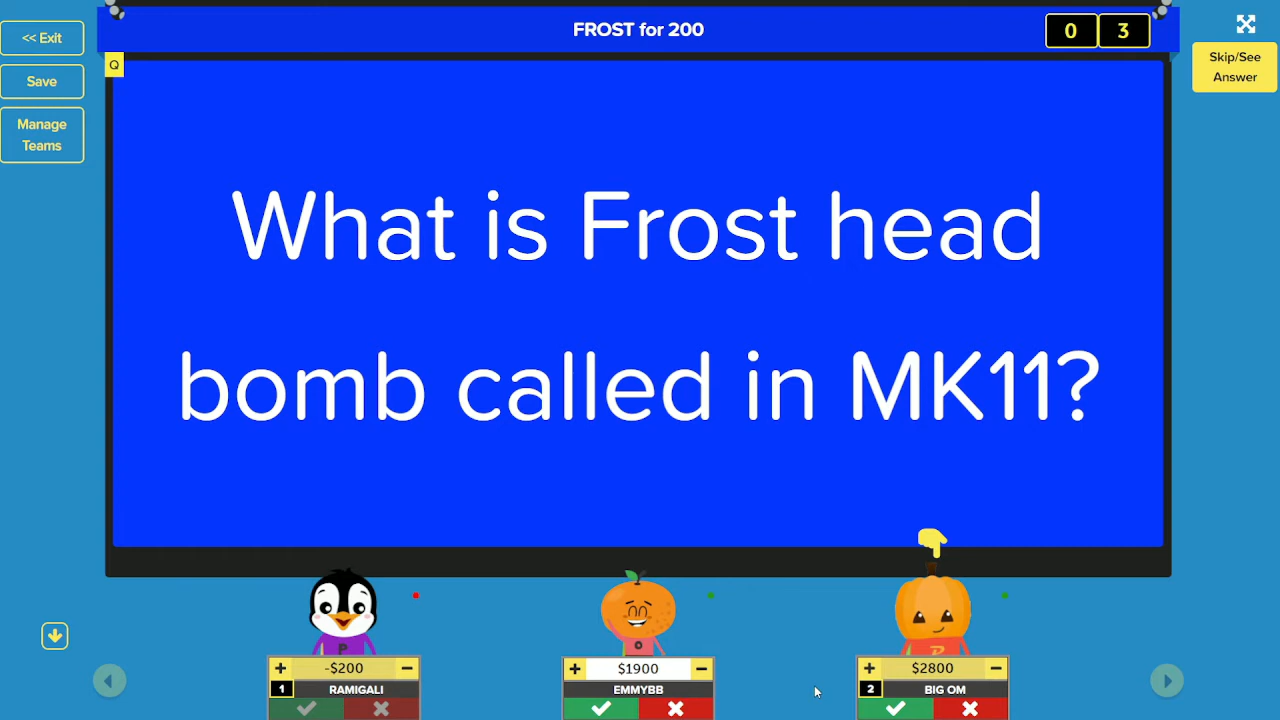 << Exit
Save
Manage
Teams
FROST for 200
0 3
Skip/See
Answer
Q
What is Frost head
bomb called in MK11?
P
O
P
+ -$200 −
1 RAMIGALI
+ $1900 −
EMMYBB
+ $2800 −
2 BIG OM